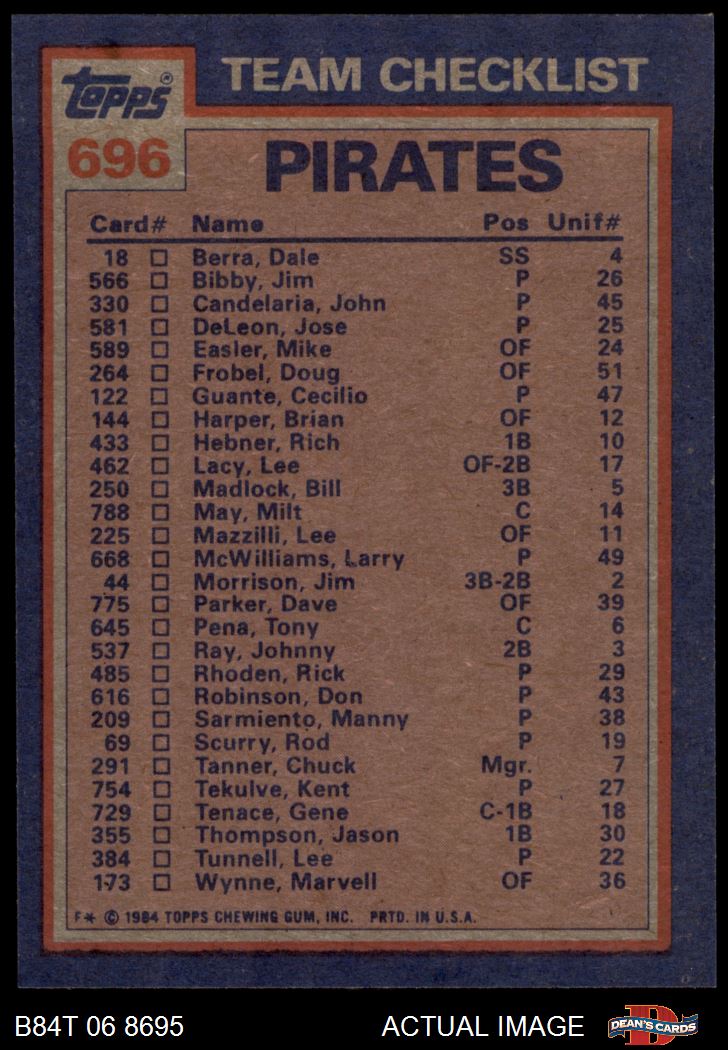 Topps®
TEAM CHECKLIST
696
PIRATES
Card# Name Pos Unif#
18 Berra, Dale SS 4
566 Bibby, Jim P 26
330 Candelaria, John P 45
581 DeLeon, Jose P 25
589 Easler, Mike OF 24
264 Frobel, Doug OF 51
122 Guante, Cecilio P 47
144 Harper, Brian OF 12
433 Hebner, Rich 1B 10
462 Lacy, Lee OF-2B 17
250 Madlock, Bill 3B 5
788 May, Milt C 14
225 Mazzilli, Lee OF 11
668 McWilliams, Larry P 49
44 Morrison, Jim 3B-2B 2
775 Parker, Dave OF 39
645 Pena, Tony C 6
537 Ray, Johnny 2B 3
485 Rhoden, Rick P 29
616 Robinson, Don P 43
209 Sarmiento, Manny P 38
69 Scurry, Rod P 19
291 Tanner, Chuck Mgr. 7
754 Tekulve, Kent P 27
729 Tenace, Gene C-1B 18
355 Thompson, Jason 1B 30
384 Tunnell, Lee P 22
173 Wynne, Marvell OF 36
F* © 1984 TOPPS CHEWING GUM, INC. PRTD. IN U.S.A.
B84T 06 8695 ACTUAL IMAGE D DEAN'S CARDS